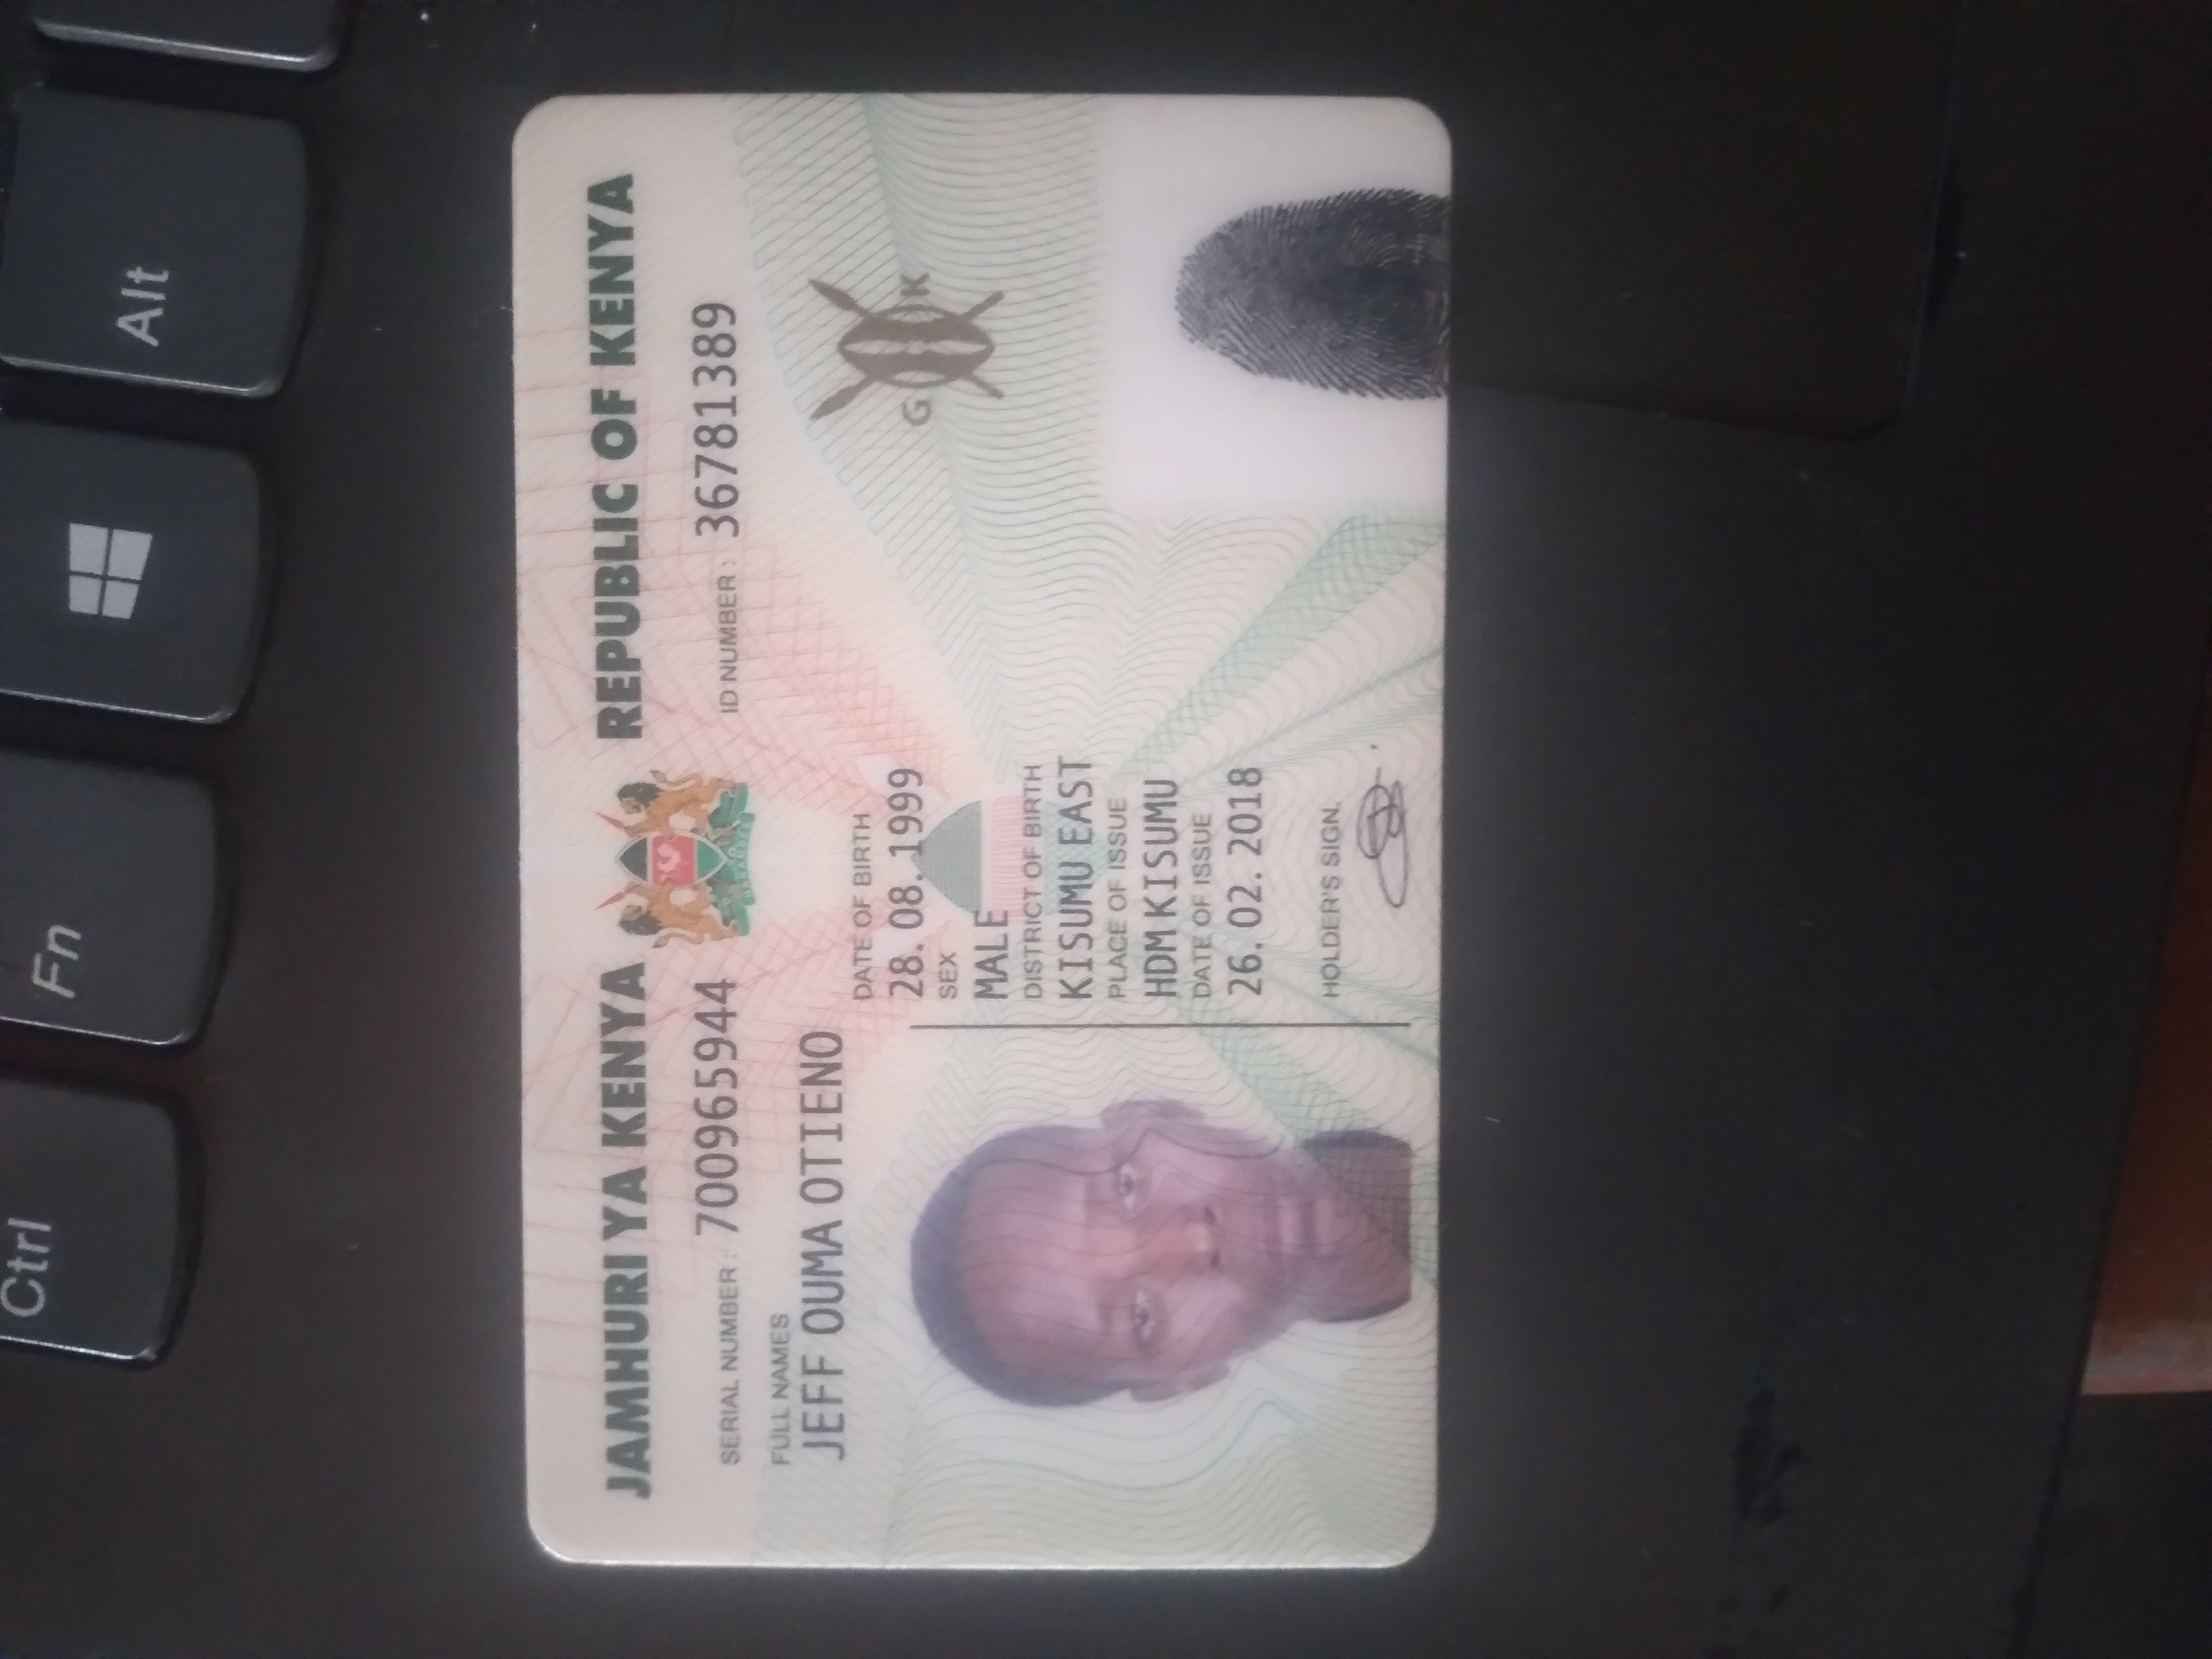 Ctrl
Fn
Alt
JAMHURI YA KENYA
REPUBLIC OF KENYA
SERIAL NUMBER : 700965944
ID NUMBER : 36781389
FULL NAMES
JEFF OUMA OTIENO
DATE OF BIRTH
28. 08. 1999
SEX
MALE
DISTRICT OF BIRTH
KISUMU EAST
PLACE OF ISSUE
HDM KISUMU
DATE OF ISSUE
26. 02. 2018
HOLDER'S SIGN.
G K
HARAMBEE